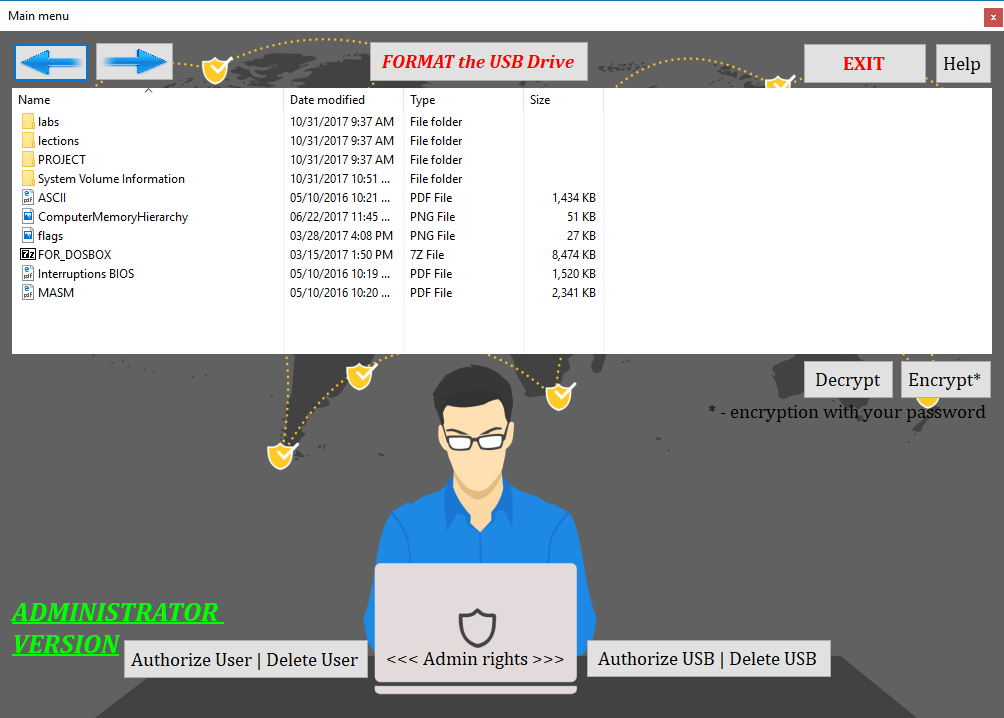 Main menu
x
FORMAT the USB Drive
EXIT
Help
Name Date modified Type Size
labs 10/31/2017 9:37 AM File folder
lections 10/31/2017 9:37 AM File folder
PROJECT 10/31/2017 9:37 AM File folder
System Volume Information 10/31/2017 10:51 ... File folder
ASCII 05/10/2016 10:21 ... PDF File 1,434 KB
ComputerMemoryHierarchy 06/22/2017 11:45 ... PNG File 51 KB
flags 03/28/2017 4:08 PM PNG File 27 KB
FOR_DOSBOX 03/15/2017 1:50 PM 7Z File 8,474 KB
Interruptions BIOS 05/10/2016 10:19 ... PDF File 1,520 KB
MASM 05/10/2016 10:20 ... PDF File 2,341 KB
Decrypt
Encrypt*
* - encryption with your password
ADMINISTRATOR
VERSION
Authorize User | Delete User
<<< Admin rights >>>
Authorize USB | Delete USB